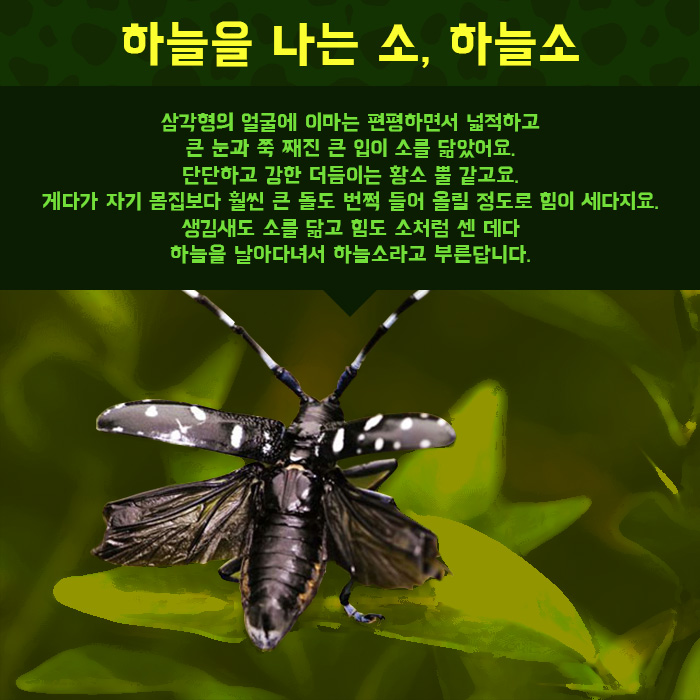 하늘을 나는 소, 하늘소
삼각형의 얼굴에 이마는 편평하면서 넓적하고
큰 눈과 쭉 째진 큰 입이 소를 닮았어요.
단단하고 강한 더듬이는 황소 뿔 같고요.
게다가 자기 몸집보다 훨씬 큰 돌도 번쩍 들어 올릴 정도로 힘이 세다지요.
생김새도 소를 닮고 힘도 소처럼 센 데다
하늘을 날아다녀서 하늘소라고 부른답니다.